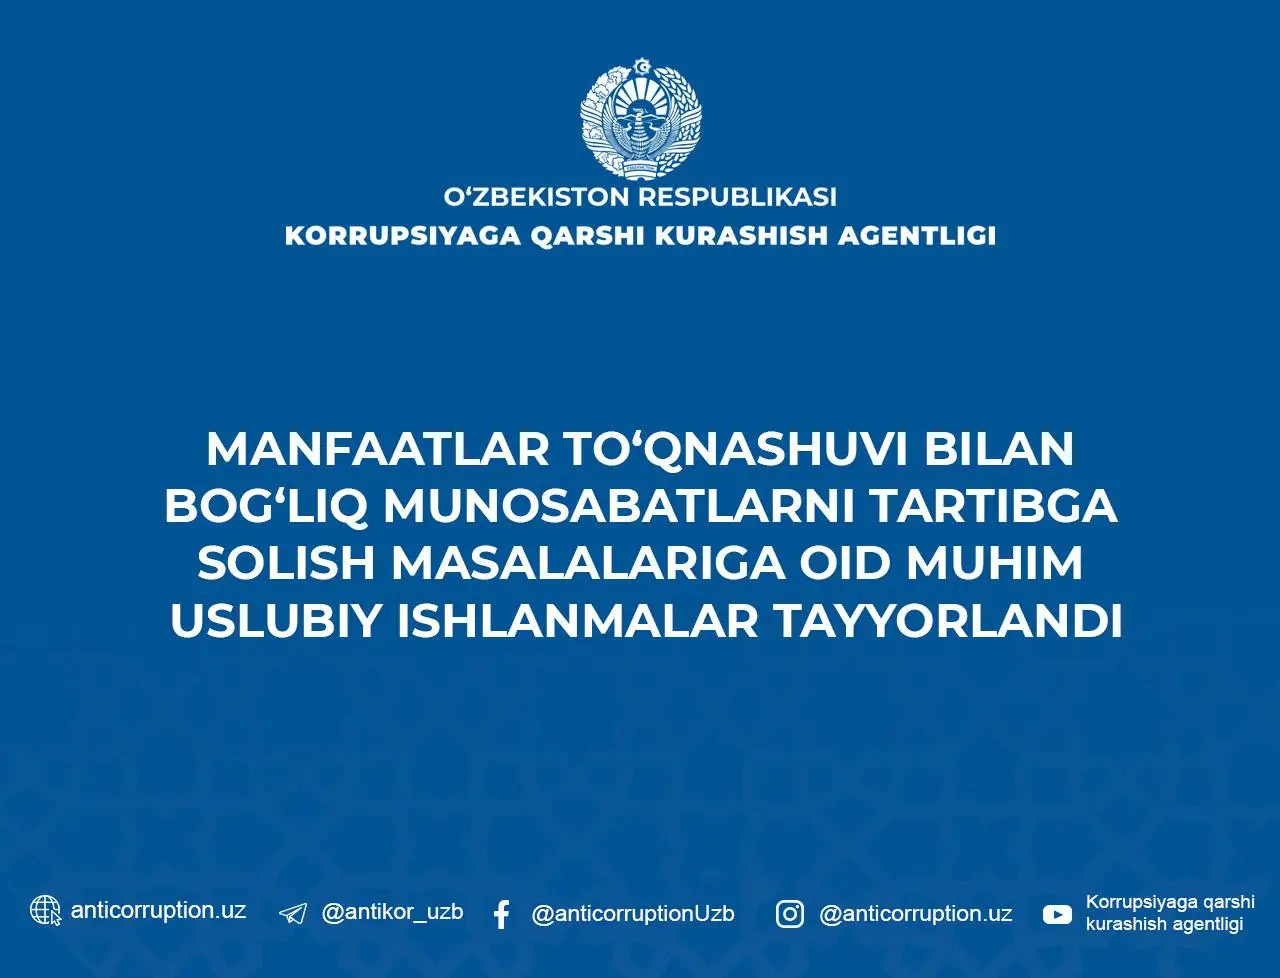 O‘ZBEKISTON RESPUBLIKASI
KORRUPSIYAGA QARSHI KURASHISH AGENTLIGI
MANFAATLAR TO‘QNASHUVI BILAN
BOG‘LIQ MUNOSABATLARNI TARTIBGA
SOLISH MASALALARIGA OID MUHIM
USLUBIY ISHLANMALAR TAYYORLANDI
anticorruption.uz
@antikor_uzb
@anticorruptionUzb
@anticorruption.uz
Korrupsiyaga qarshi
kurashish agentligi